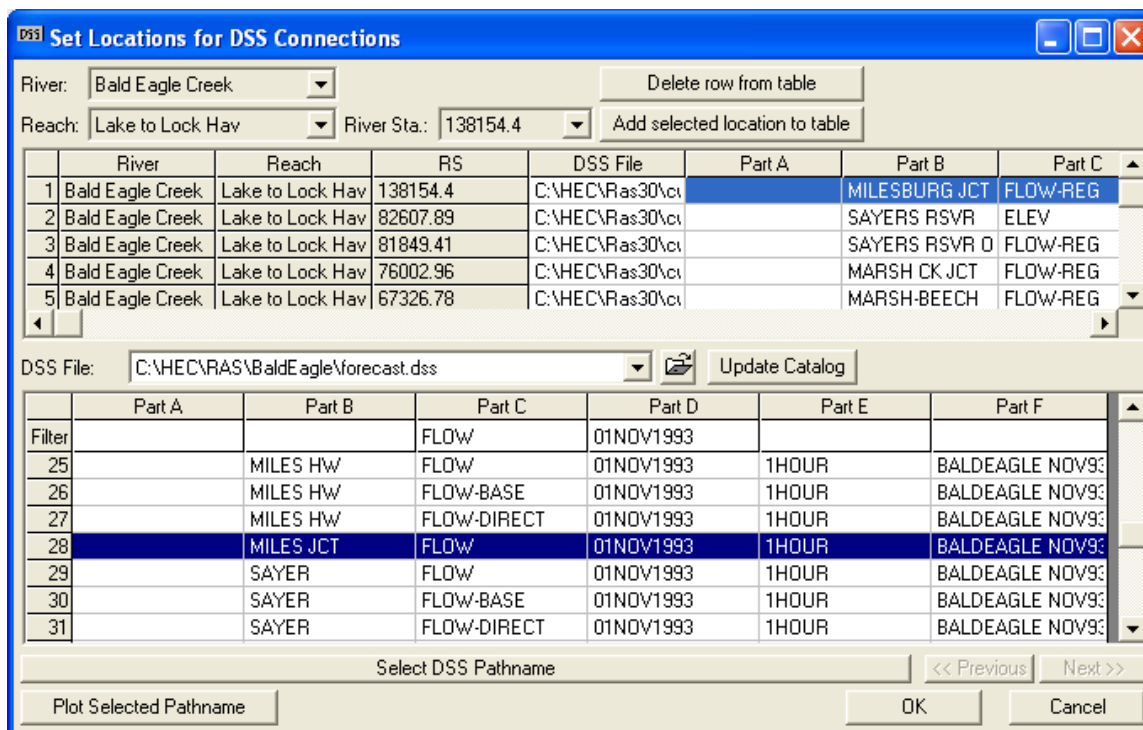 DSS Set Locations for DSS Connections
River: Bald Eagle Creek Delete row from table
Reach: Lake to Lock Hav River Sta.: 138154.4 Add selected location to table
River Reach RS DSS File Part A Part B Part C
1 Bald Eagle Creek Lake to Lock Hav 138154.4 C:\HEC\Ras30\cu MILESBURG JCT FLOW-REG
2 Bald Eagle Creek Lake to Lock Hav 82607.89 C:\HEC\Ras30\cu SAYERS RSVR ELEV
3 Bald Eagle Creek Lake to Lock Hav 81849.41 C:\HEC\Ras30\cu SAYERS RSVR O FLOW-REG
4 Bald Eagle Creek Lake to Lock Hav 76002.96 C:\HEC\Ras30\cu MARSH CK JCT FLOW-REG
5 Bald Eagle Creek Lake to Lock Hav 67326.78 C:\HEC\Ras30\cu MARSH-BEECH FLOW-REG
DSS File: C:\HEC\RAS\BaldEagle\forecast.dss Update Catalog
Part A Part B Part C Part D Part E Part F
Filter FLOW 01NOV1993
25 MILES HW FLOW 01NOV1993 1HOUR BALDEAGLE NOV93
26 MILES HW FLOW-BASE 01NOV1993 1HOUR BALDEAGLE NOV93
27 MILES HW FLOW-DIRECT 01NOV1993 1HOUR BALDEAGLE NOV93
28 MILES JCT FLOW 01NOV1993 1HOUR BALDEAGLE NOV93
29 SAYER FLOW 01NOV1993 1HOUR BALDEAGLE NOV93
30 SAYER FLOW-BASE 01NOV1993 1HOUR BALDEAGLE NOV93
31 SAYER FLOW-DIRECT 01NOV1993 1HOUR BALDEAGLE NOV93
Select DSS Pathname << Previous Next >>
Plot Selected Pathname OK Cancel